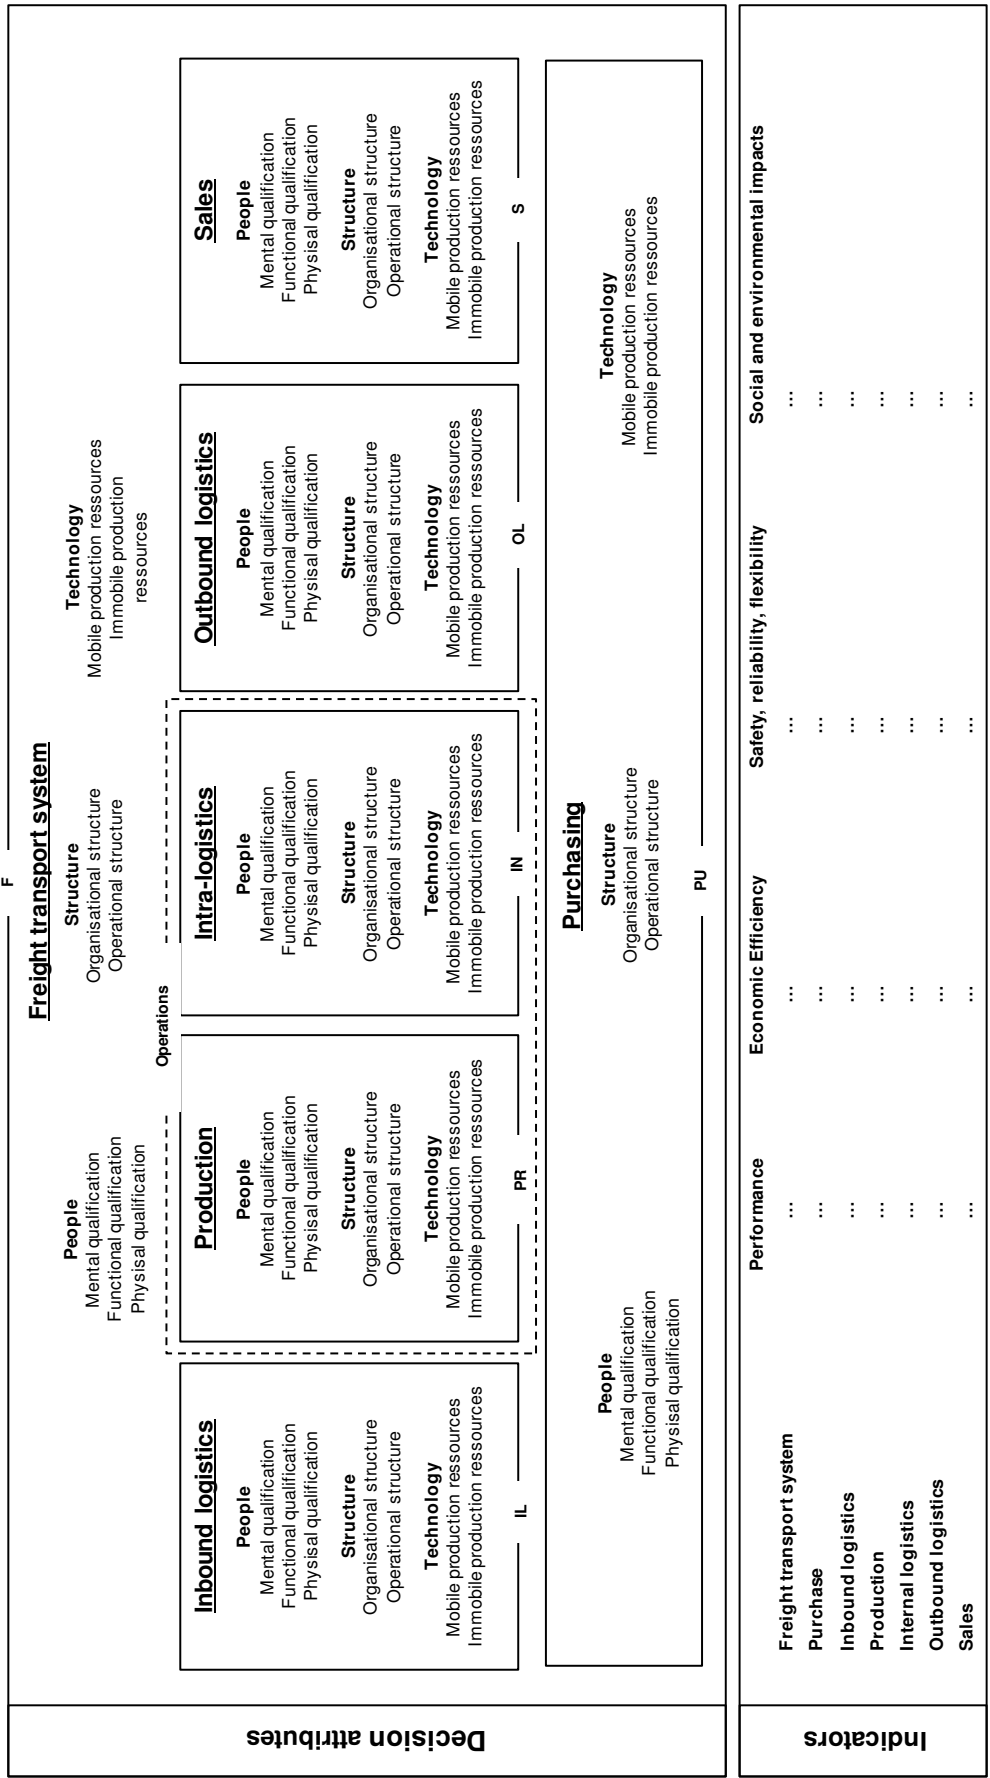 Decision attributes
F
Freight transport system
People
Mental qualification
Functional qualification
Physisal qualification
Structure
Organisational structure
Operational structure
Technology
Mobile production ressources
Immobile production
ressources
Inbound logistics
People
Mental qualification
Functional qualification
Physisal qualification
Structure
Organisational structure
Operational structure
Technology
Mobile production ressources
Immobile production ressources
IL
Operations
Production
People
Mental qualification
Functional qualification
Physisal qualification
Structure
Organisational structure
Operational structure
Technology
Mobile production ressources
Immobile production ressources
PR
Intra-logistics
People
Mental qualification
Functional qualification
Physisal qualification
Structure
Organisational structure
Operational structure
Technology
Mobile production ressources
Immobile production ressources
IN
Outbound logistics
People
Mental qualification
Functional qualification
Physisal qualification
Structure
Organisational structure
Operational structure
Technology
Mobile production ressources
Immobile production ressources
OL
Sales
People
Mental qualification
Functional qualification
Physisal qualification
Structure
Organisational structure
Operational structure
Technology
Mobile production ressources
Immobile production ressources
S
Purchasing
People
Mental qualification
Functional qualification
Physisal qualification
Structure
Organisational structure
Operational structure
Technology
Mobile production ressources
Immobile production ressources
PU
Indicators
Performance Economic Efficiency Safety, reliability, flexibility Social and environmental impacts
Freight transport system ... ... ... ...
Purchase ... ... ... ...
Inbound logistics ... ... ... ...
Production ... ... ... ...
Internal logistics ... ... ... ...
Outbound logistics ... ... ... ...
Sales ... ... ... ...